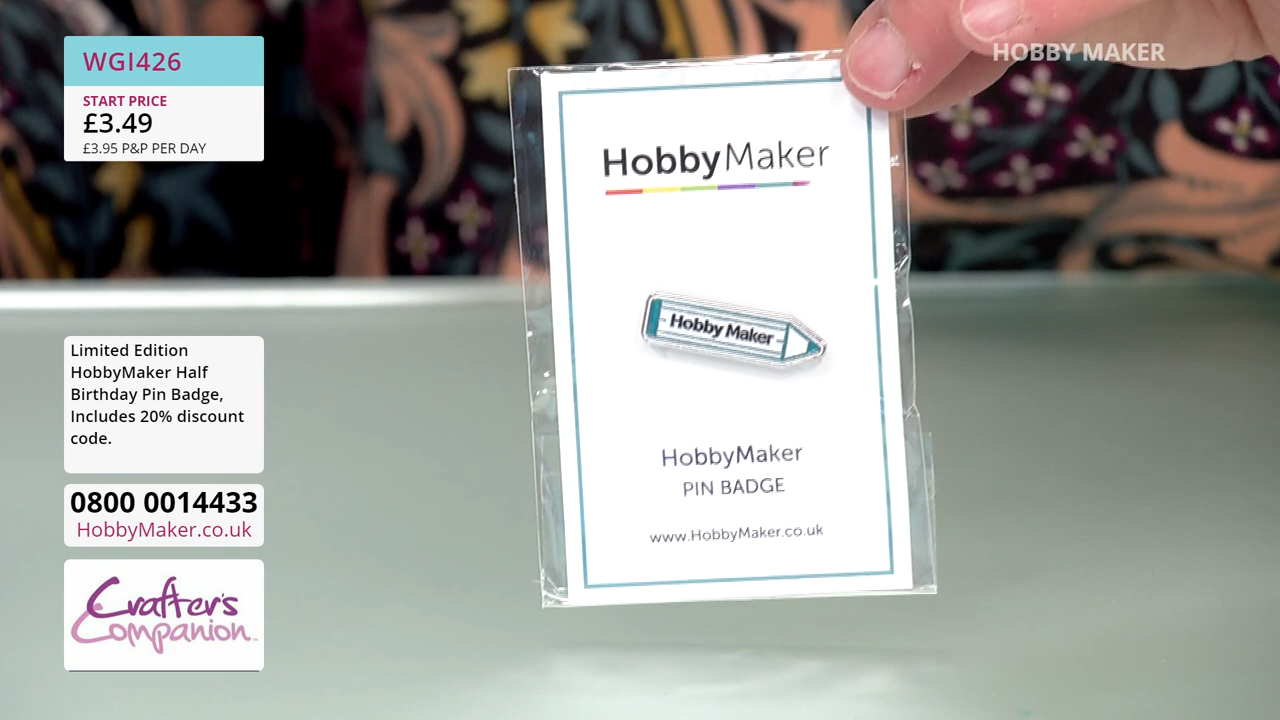 WGI426
START PRICE
£3.49
£3.95 P&P PER DAY
HOBBY MAKER
HobbyMaker
Hobby Maker
HobbyMaker
PIN BADGE
www.HobbyMaker.co.uk
Limited Edition
HobbyMaker Half
Birthday Pin Badge,
Includes 20% discount
code.
0800 0014433
HobbyMaker.co.uk
Crafter's
Companion